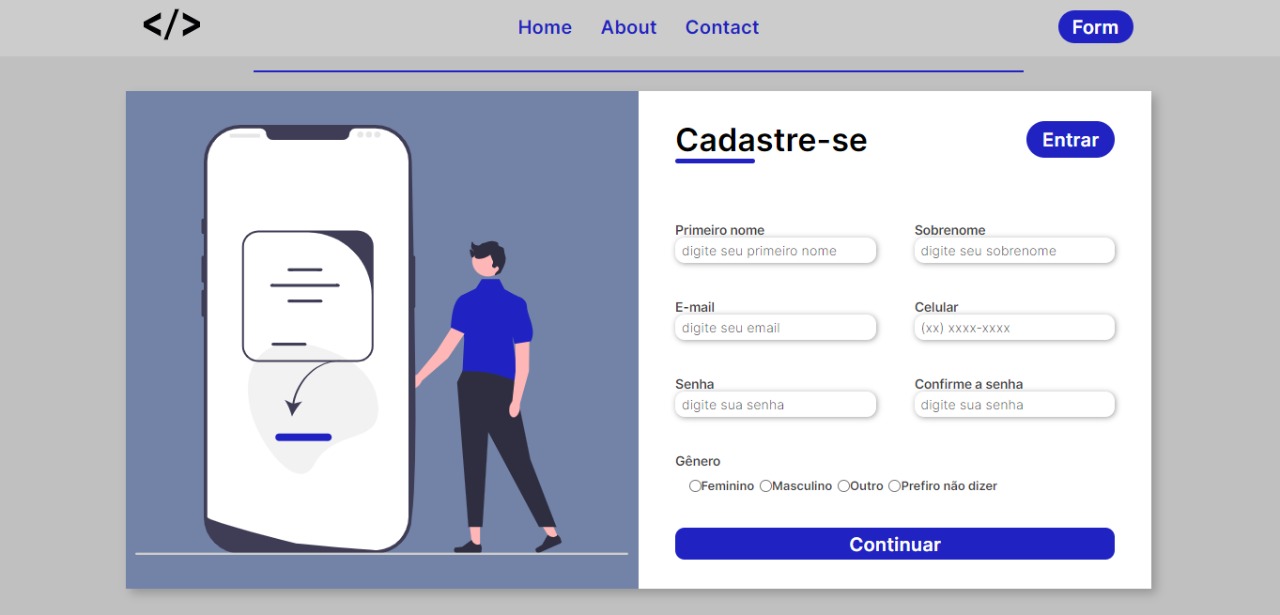 </>
Home About Contact Form
Cadastre-se Entrar
Primeiro nome Sobrenome
digite seu primeiro nome digite seu sobrenome
E-mail Celular
digite seu email (xx) xxxx-xxxx
Senha Confirme a senha
digite sua senha digite sua senha
Gênero
Feminino Masculino Outro Prefiro não dizer
Continuar